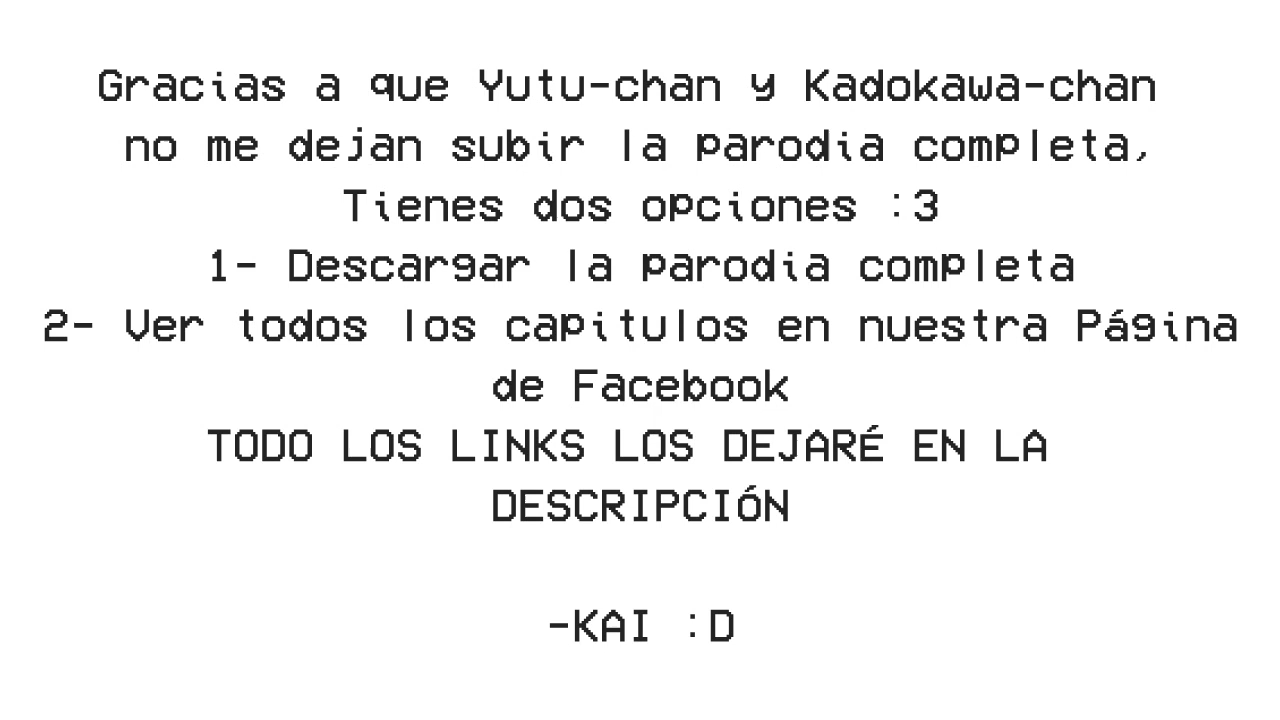 Gracias a que Yutu-chan y Kadokawa-chan
no me dejan subir la parodia completa,
Tienes dos opciones :3
1- Descargar la parodia completa
2- Ver todos los capitulos en nuestra Página
de Facebook
TODO LOS LINKS LOS DEJARÉ EN LA
DESCRIPCIÓN
-KAI :D